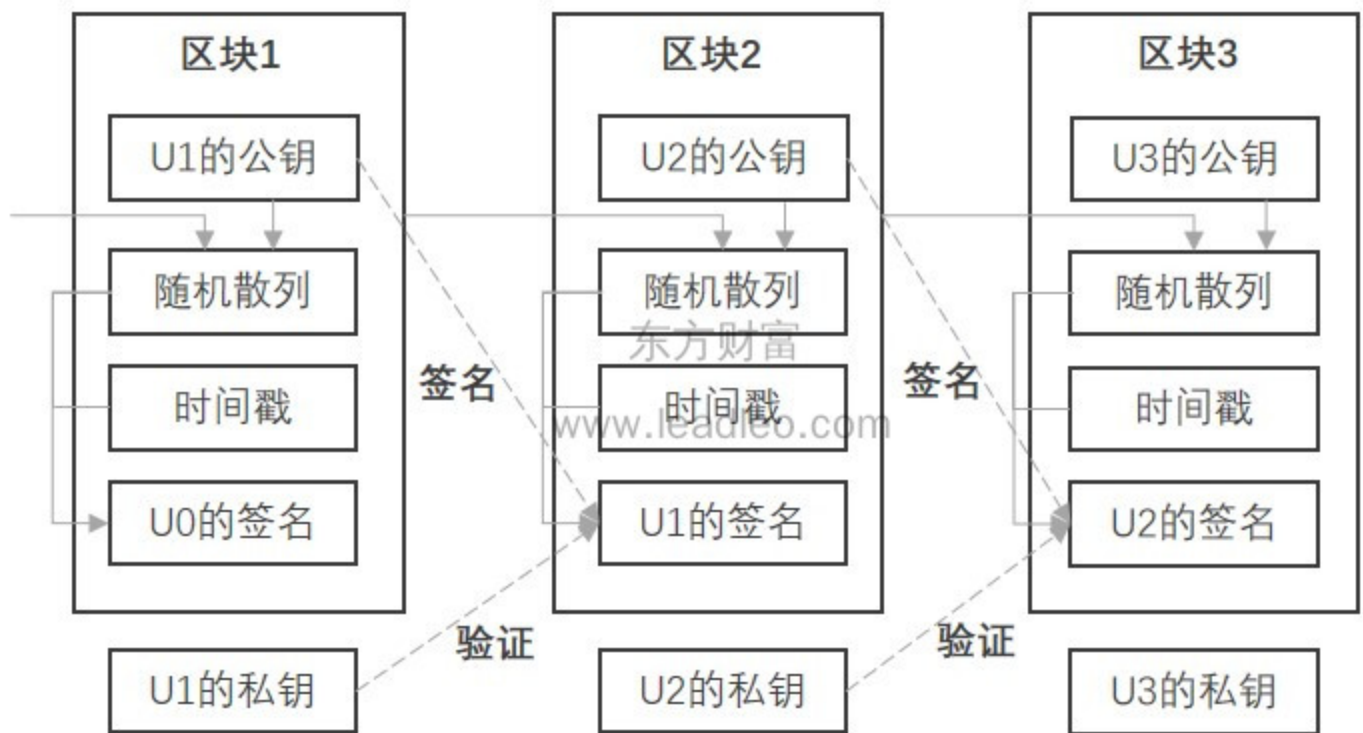 区块1
U1的公钥
随机散列
时间戳
U0的签名
U1的私钥
签名
验证
区块2
U2的公钥
随机散列
东方财富
时间戳
www.leadleo.com
U1的签名
U2的私钥
签名
验证
区块3
U3的公钥
随机散列
时间戳
U2的签名
U3的私钥